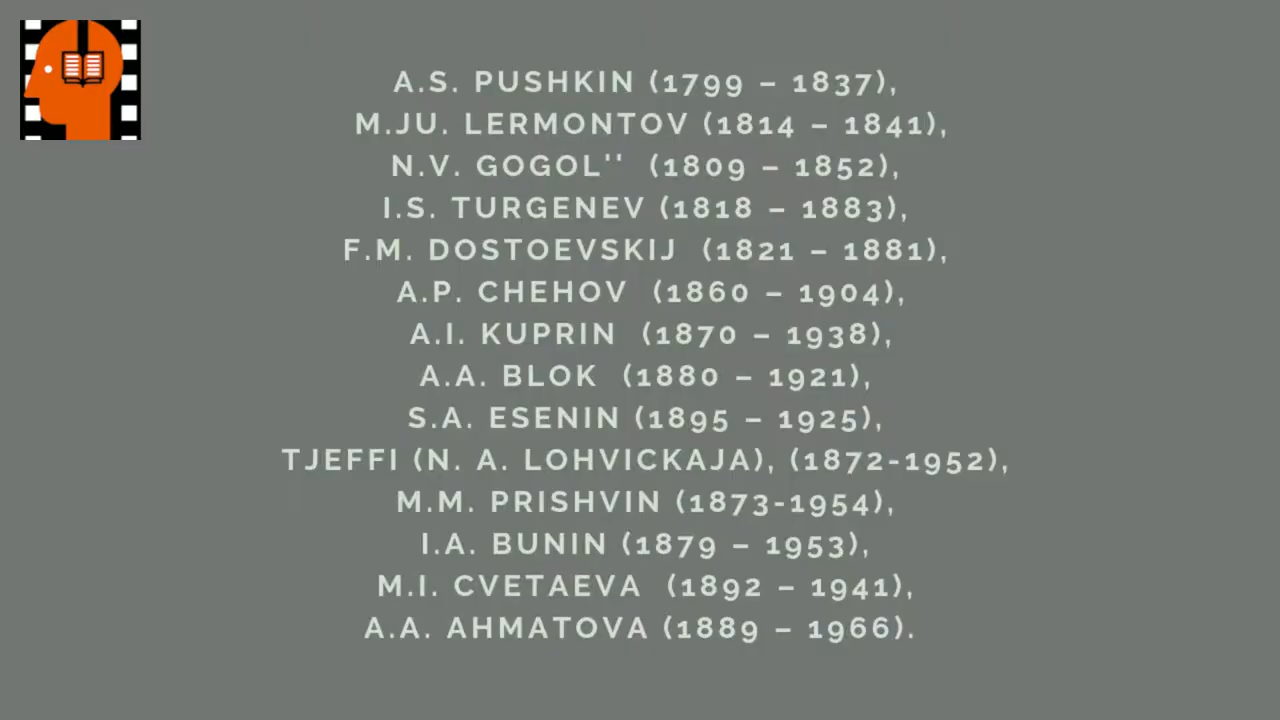 A.S. PUSHKIN (1799 – 1837),
M.JU. LERMONTOV (1814 – 1841),
N.V. GOGOL'' (1809 – 1852),
I.S. TURGENEV (1818 – 1883),
F.M. DOSTOEVSKIJ (1821 – 1881),
A.P. CHEHOV (1860 – 1904),
A.I. KUPRIN (1870 – 1938),
A.A. BLOK (1880 – 1921),
S.A. ESENIN (1895 – 1925),
TJEFFI (N. A. LOHVICKAJA), (1872-1952),
M.M. PRISHVIN (1873-1954),
I.A. BUNIN (1879 – 1953),
M.I. CVETAEVA (1892 – 1941),
A.A. AHMATOVA (1889 – 1966).